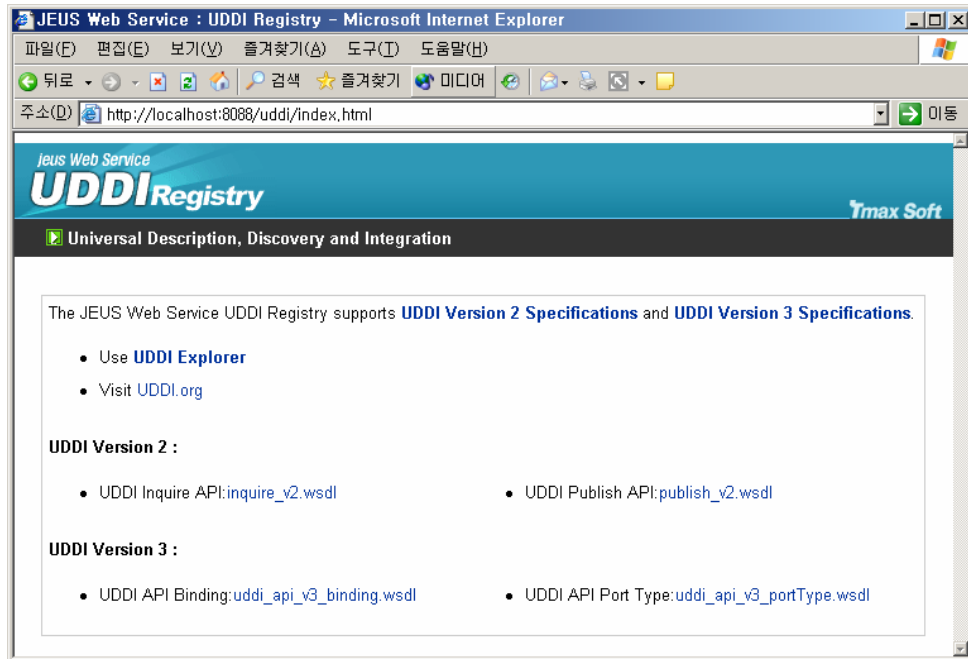 JEUS Web Service : UDDI Registry - Microsoft Internet Explorer
파일(F) 편집(E) 보기(V) 즐겨찾기(A) 도구(T) 도움말(H)
뒤로 검색 즐겨찾기 미디어
주소(D) http://localhost:8088/uddi/index.html 이동
jeus Web Service
UDDI Registry
Tmax Soft
Universal Description, Discovery and Integration
The JEUS Web Service UDDI Registry supports UDDI Version 2 Specifications and UDDI Version 3 Specifications.
• Use UDDI Explorer
• Visit UDDI.org
UDDI Version 2 :
• UDDI Inquire API:inquire_v2.wsdl • UDDI Publish API:publish_v2.wsdl
UDDI Version 3 :
• UDDI API Binding:uddi_api_v3_binding.wsdl • UDDI API Port Type:uddi_api_v3_portType.wsdl